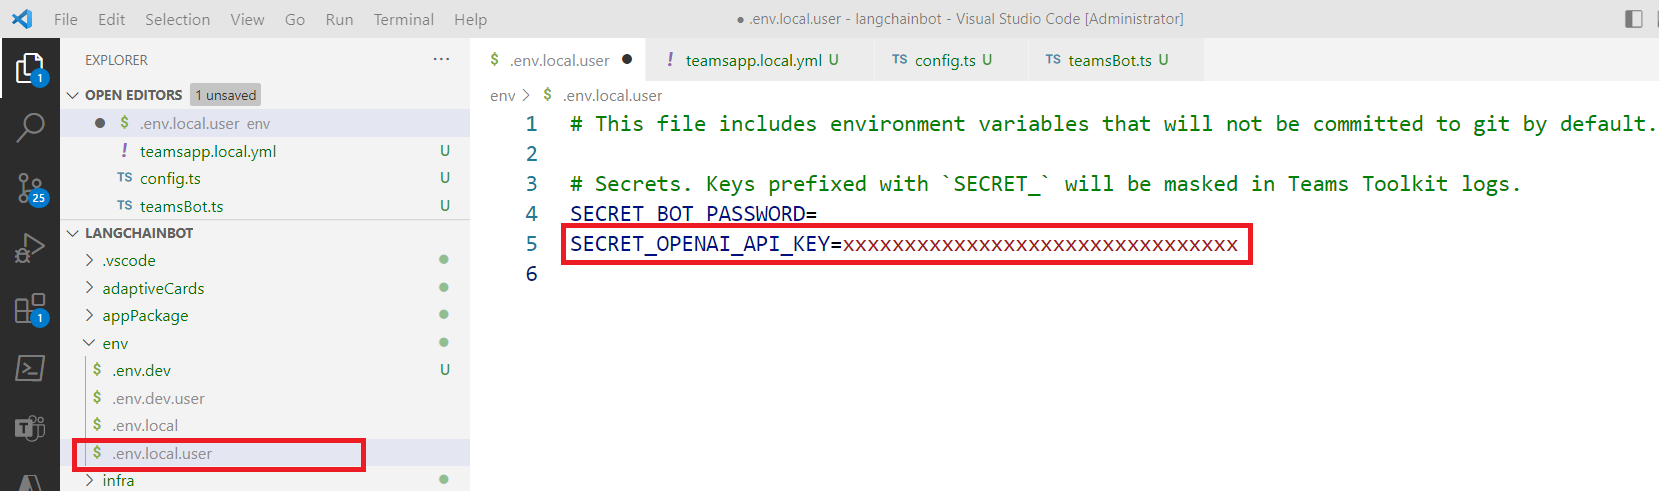 File Edit Selection View Go Run Terminal Help
● .env.local.user - langchainbot - Visual Studio Code [Administrator]
EXPLORER ···
OPEN EDITORS 1 unsaved
● $ .env.local.user env
! teamsapp.local.yml U
TS config.ts U
TS teamsBot.ts U
LANGCHAINBOT
.vscode
adaptiveCards
appPackage
env
$ .env.dev U
$ .env.dev.user
$ .env.local
$ .env.local.user
infra
1
25
1
$ .env.local.user ●
! teamsapp.local.yml U
TS config.ts U
TS teamsBot.ts U
env > $ .env.local.user
1 # This file includes environment variables that will not be committed to git by default.
2
3 # Secrets. Keys prefixed with `SECRET_` will be masked in Teams Toolkit logs.
4 SECRET_BOT_PASSWORD=
5 SECRET_OPENAI_API_KEY=xxxxxxxxxxxxxxxxxxxxxxxxxxxxxxxx
6